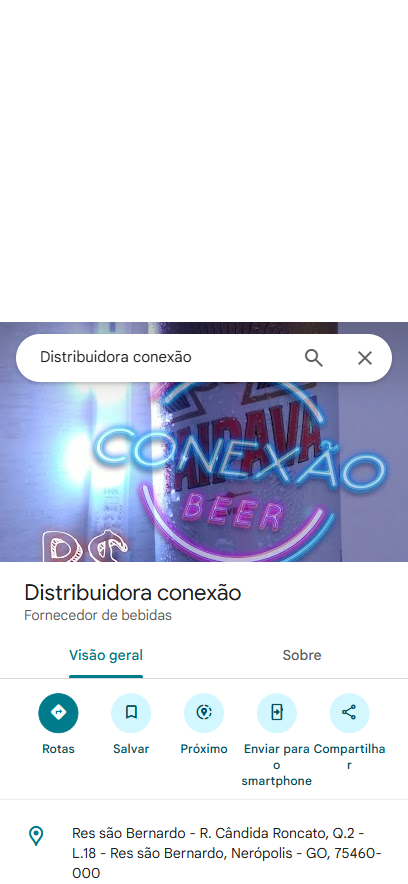 Distribuidora conexão
CONEXÃO
BEER
DC
Distribuidora conexão
Fornecedor de bebidas
Visão geral
Sobre
Rotas
Salvar
Próximo
Enviar para o smartphone
Compartilhar
Res são Bernardo - R. Cândida Roncato, Q.2 -
L.18 - Res são Bernardo, Nerópolis - GO, 75460-
000